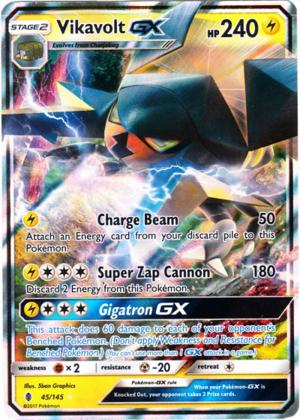 STAGE2 Vikavolt GX HP240
Evolves from Charjabug
Charge Beam 50
Attach an Energy card from your discard pile to this
Pokémon.
Super Zap Cannon 180
Discard 2 Energy from this Pokémon.
Gigatron GX
This attack does 60 damage to each of your opponent's
Benched Pokémon. (Don't apply Weakness and Resistance for
Benched Pokémon.) (You can't use more than 1 GX attack in a game.)
weakness × 2 resistance -20 retreat
Illus. 5ban Graphics
Pokémon-GX rule
When your Pokémon-GX is
Knocked Out, your opponent takes 2 Prize cards.
45/145
©2017 Pokémon